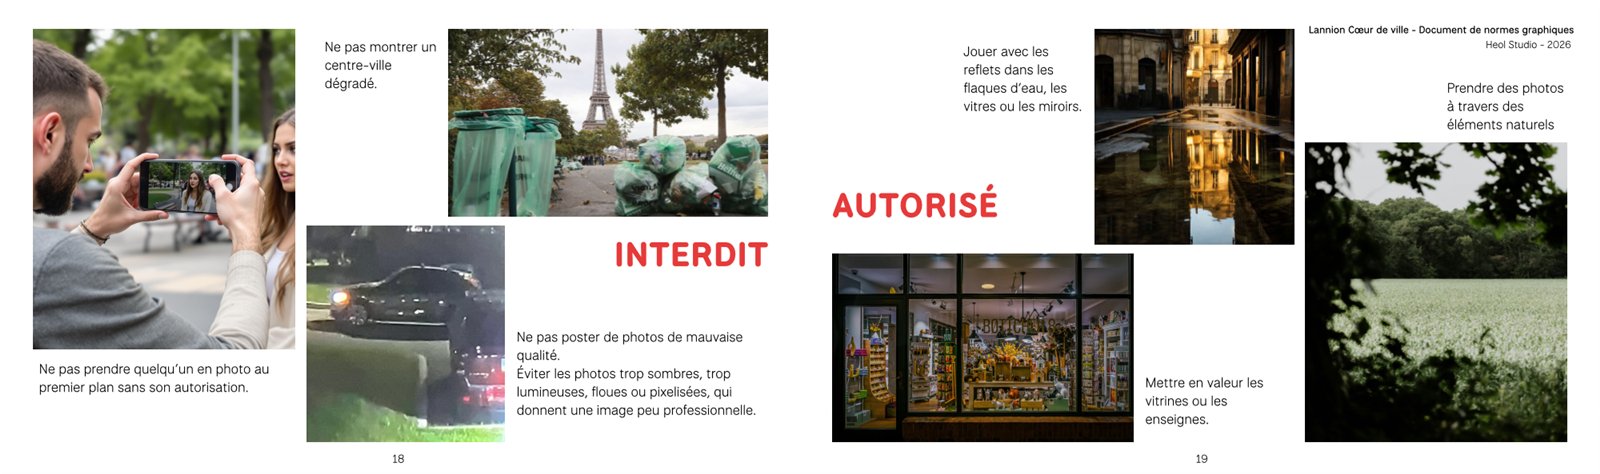 Ne pas montrer un
centre-ville
dégradé.
INTERDIT
Ne pas prendre quelqu’un en photo au
premier plan sans son autorisation.
Ne pas poster de photos de mauvaise
qualité.
Éviter les photos trop sombres, trop
lumineuses, floues ou pixelisées, qui
donnent une image peu professionnelle.
18
Lannion Cœur de ville - Document de normes graphiques
Heol Studio - 2026
Jouer avec les
reflets dans les
flaques d’eau, les
vitres ou les miroirs.
Prendre des photos
à travers des
éléments naturels
AUTORISÉ
Mettre en valeur les
vitrines ou les
enseignes.
19